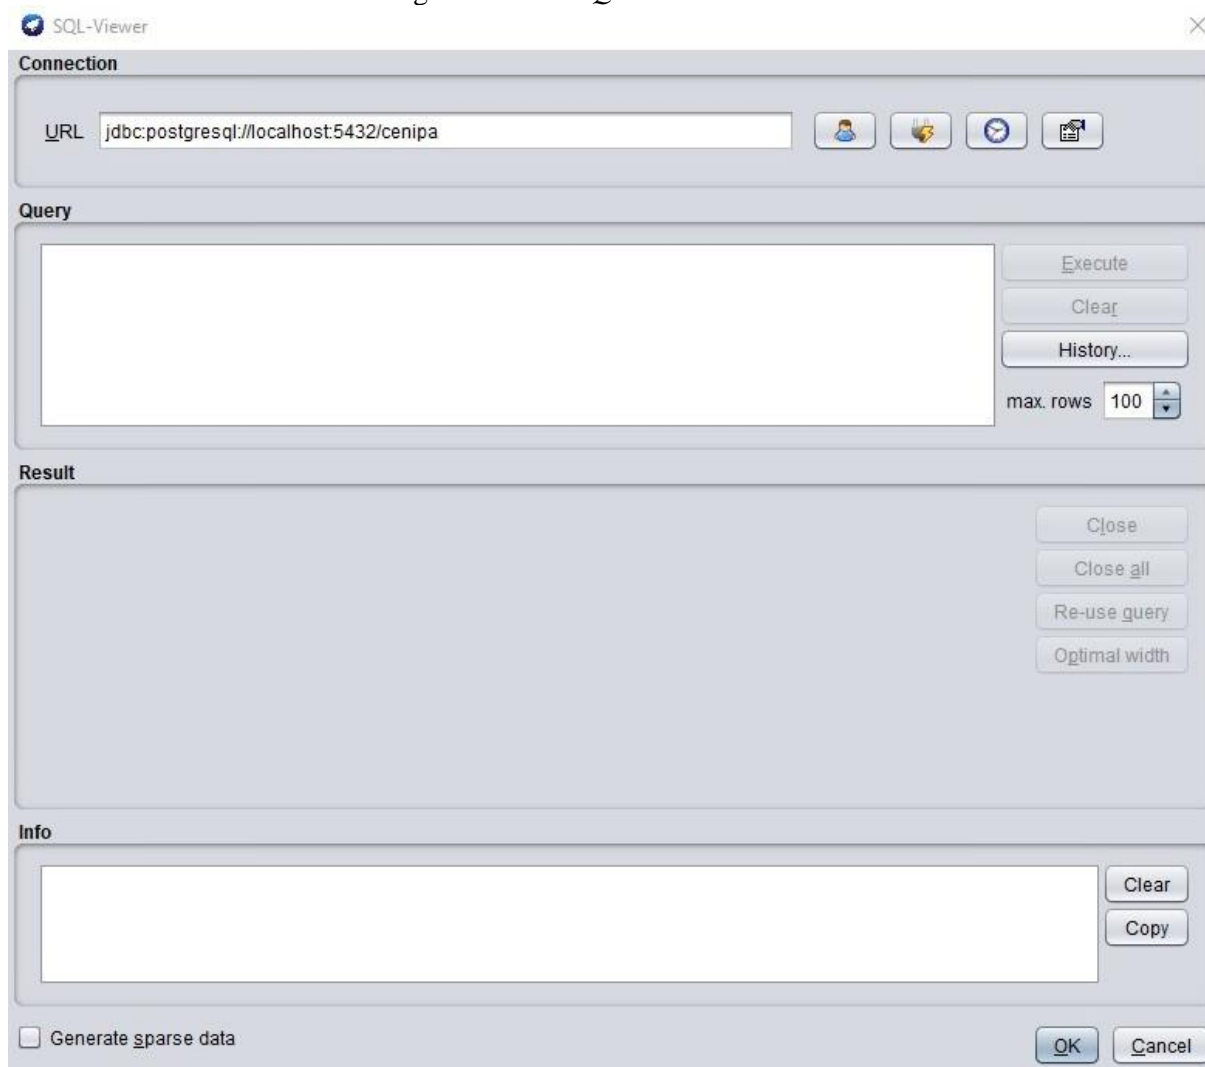 SQL-Viewer
Connection
URL jdbc:postgresql://localhost:5432/cenipa
Query
Execute
Clear
History...
max. rows 100
Result
Close
Close all
Re-use query
Optimal width
Info
Clear
Copy
Generate sparse data
OK Cancel